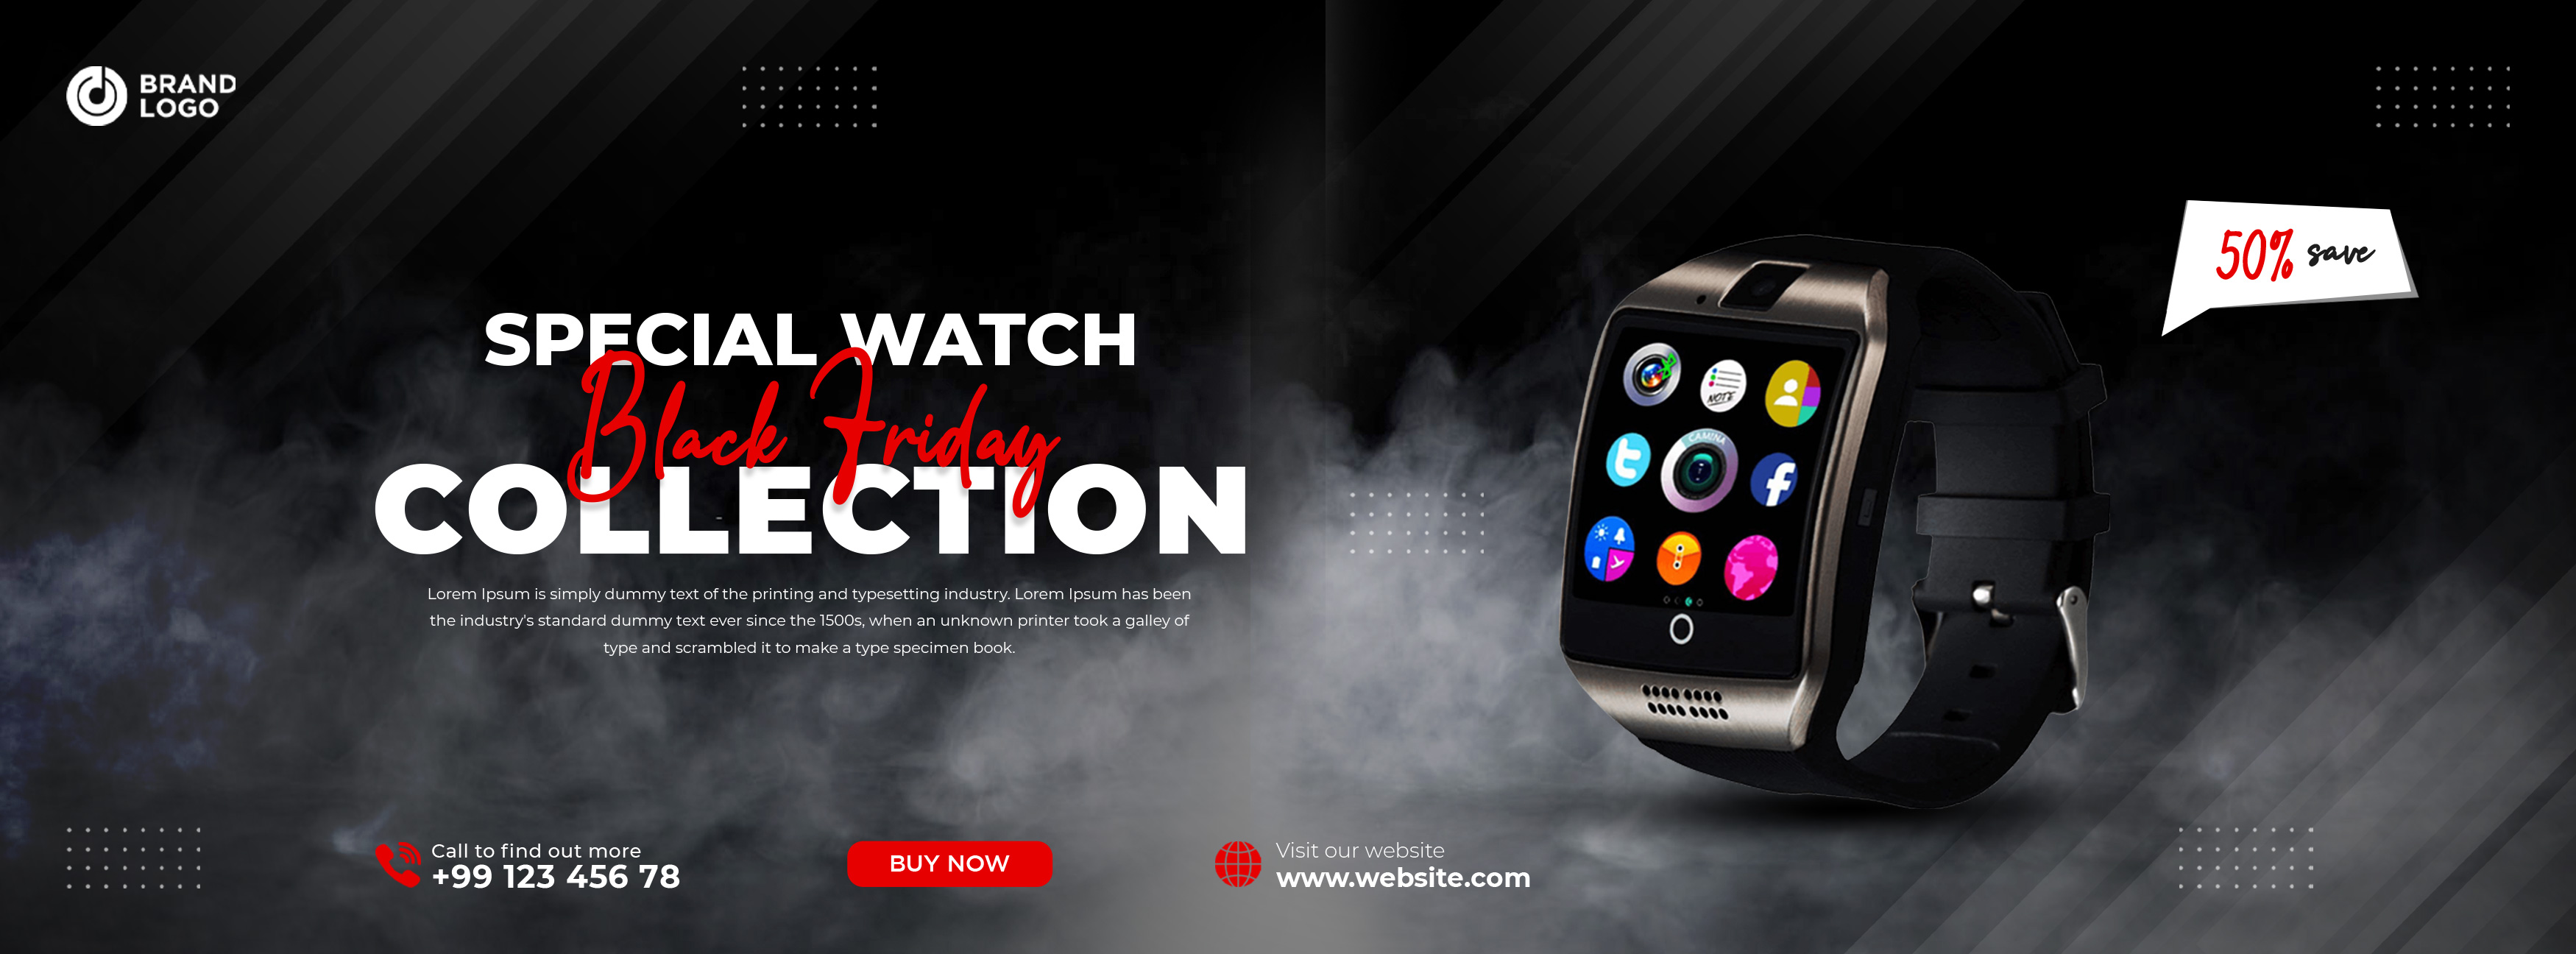 BRAND
LOGO
50% save
SPECIAL WATCH
Black Friday
COLLECTION
NOTE
CAMINA
Lorem Ipsum is simply dummy text of the printing and typesetting industry. Lorem Ipsum has been
the industry's standard dummy text ever since the 1500s, when an unknown printer took a galley of
type and scrambled it to make a type specimen book.
Call to find out more
+99 123 456 78
BUY NOW
Visit our website
www.website.com